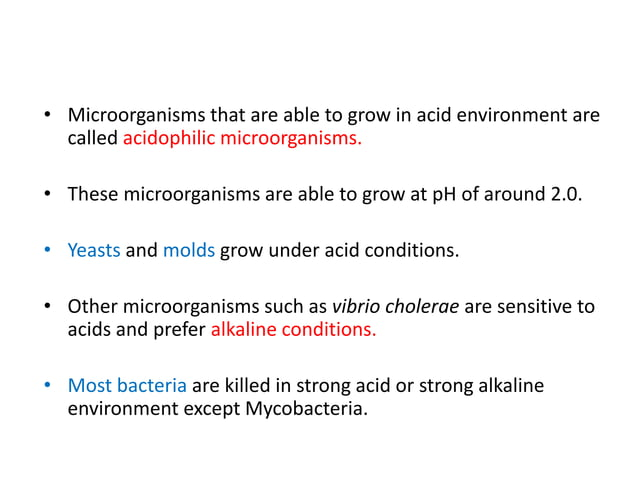 • Microorganisms that are able to grow in acid environment are
called acidophilic microorganisms.
• These microorganisms are able to grow at pH of around 2.0.
• Yeasts and molds grow under acid conditions.
• Other microorganisms such as vibrio cholerae are sensitive to
acids and prefer alkaline conditions.
• Most bacteria are killed in strong acid or strong alkaline
environment except Mycobacteria.